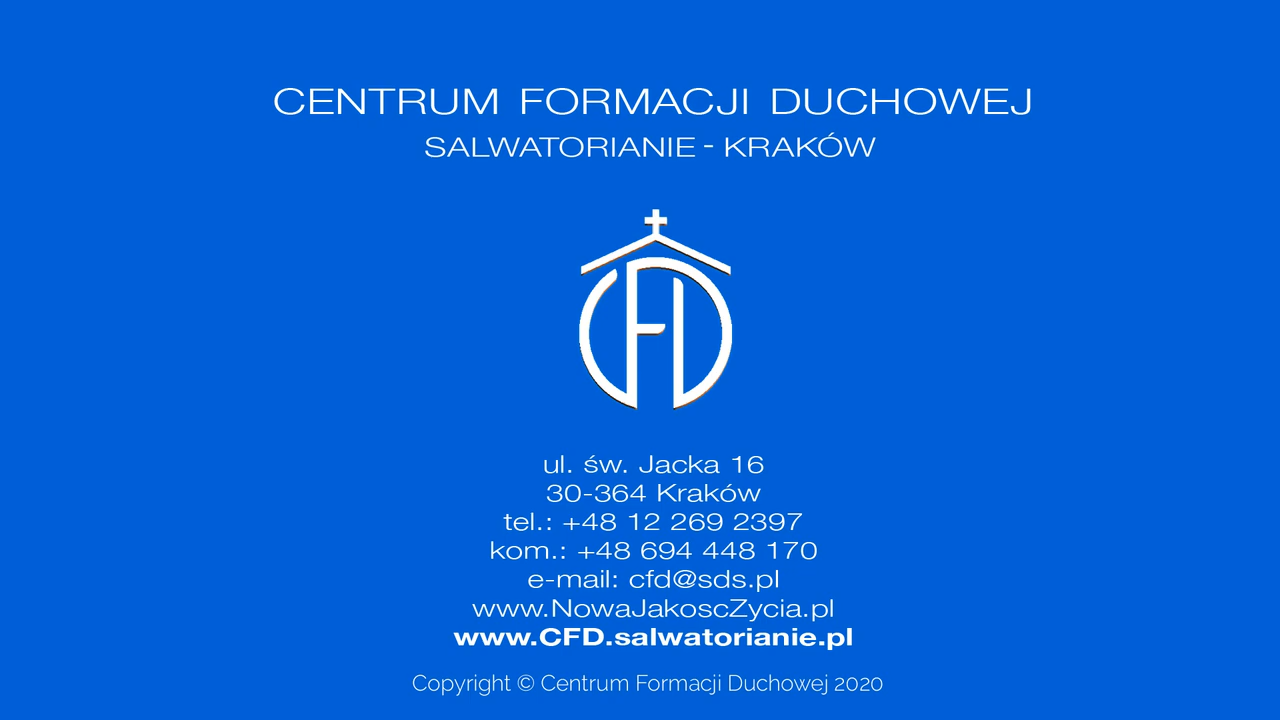 CENTRUM FORMACJI DUCHOWEJ
SALWATORIANIE - KRAKÓW
CFD
ul. św. Jacka 16
30-364 Kraków
tel.: +48 12 269 2397
kom.: +48 694 448 170
e-mail: cfd@sds.pl
www.NowaJakoscZycia.pl
www.CFD.salwatorianie.pl
Copyright © Centrum Formacji Duchowej 2020